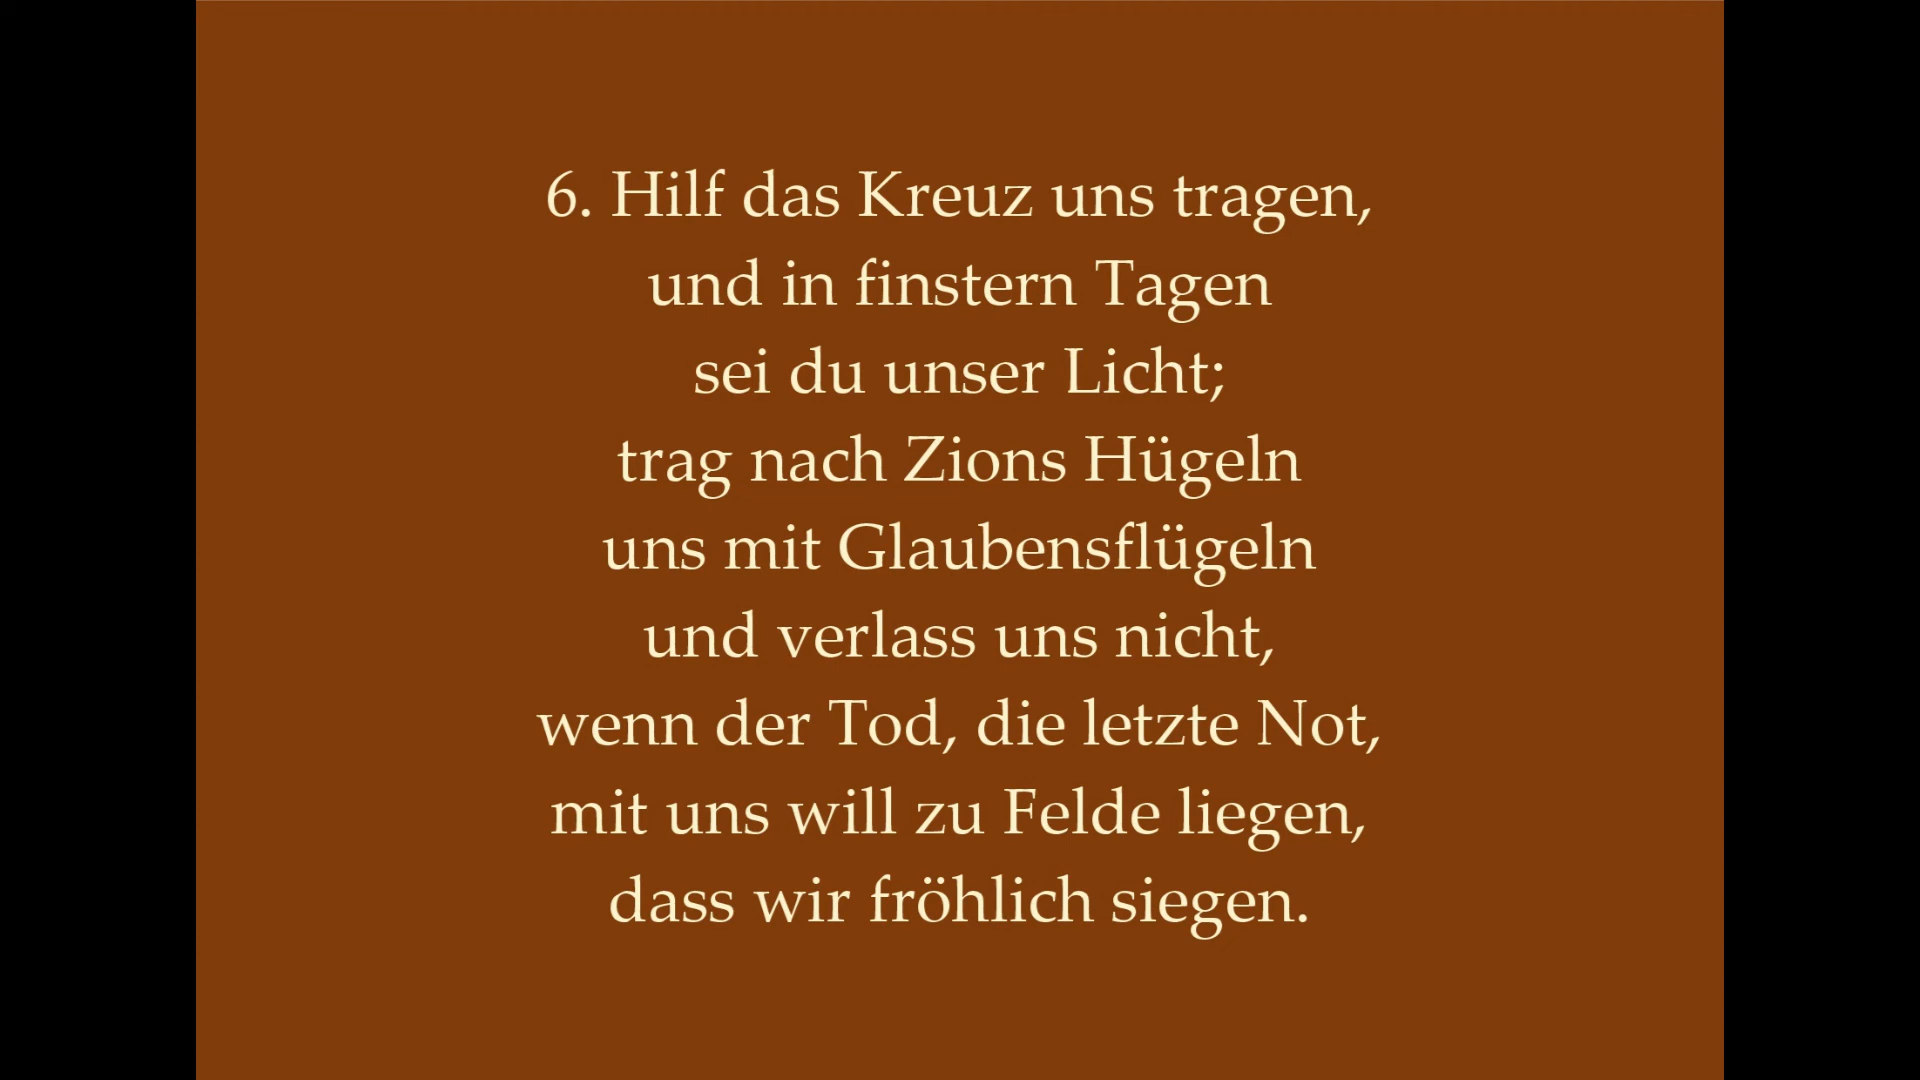 6. Hilf das Kreuz uns tragen,
und in finstern Tagen
sei du unser Licht;
trag nach Zions Hügeln
uns mit Glaubensflügeln
und verlass uns nicht,
wenn der Tod, die letzte Not,
mit uns will zu Felde liegen,
dass wir fröhlich siegen.